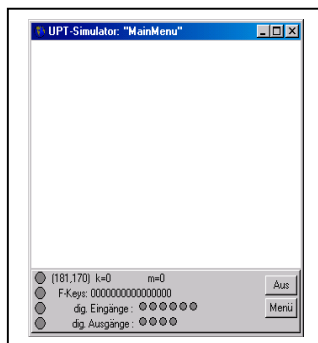 UPT-Simulator: "MainMenu"
(181,170) k=0 m=0
F-Keys: 0000000000000000
dig. Eingänge :
dig. Ausgänge :
Aus
Menü